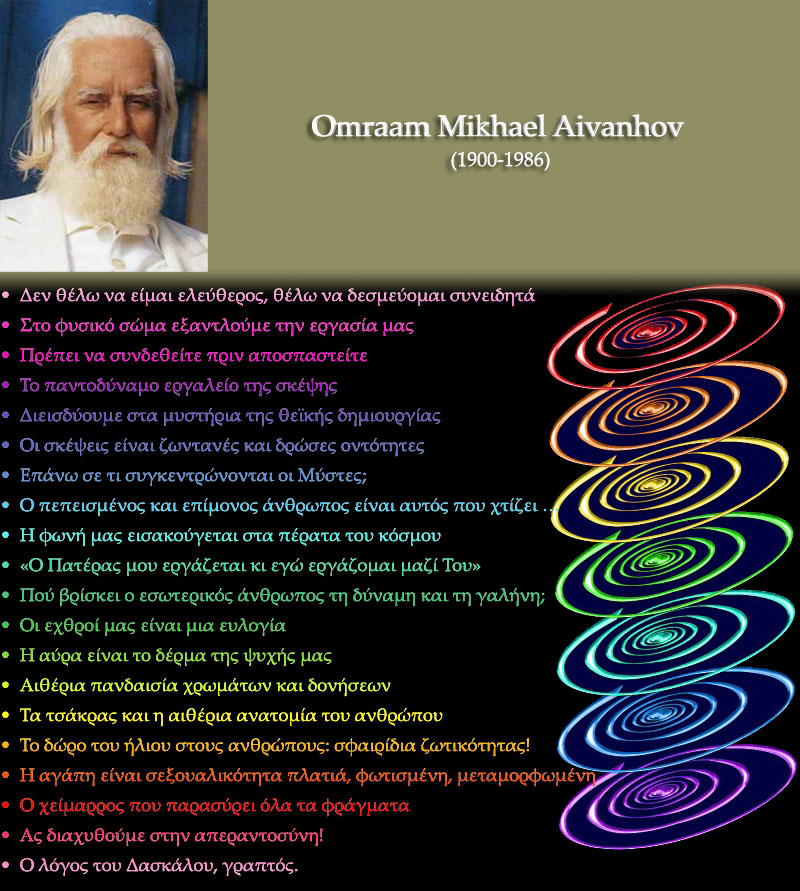 Omraam Mikhael Aivanhov
(1900-1986)
• Δεν θέλω να είμαι ελεύθερος, θέλω να δεσμεύομαι συνειδητά
• Στο φυσικό σώμα εξαντλούμε την εργασία μας
• Πρέπει να συνδεθείτε πριν αποσπαστείτε
• Το παντοδύναμο εργαλείο της σκέψης
• Διεισδύουμε στα μυστήρια της θεϊκής δημιουργίας
• Οι σκέψεις είναι ζωντανές και δρώσες οντότητες
• Επάνω σε τι συγκεντρώνονται οι Μύστες;
• Ο πεπεισμένος και επίμονος άνθρωπος είναι αυτός που χτίζει ...
• Η φωνή μας εισακούγεται στα πέρατα του κόσμου
• «Ο Πατέρας μου εργάζεται κι εγώ εργάζομαι μαζί Του»
• Πού βρίσκει ο εσωτερικός άνθρωπος τη δύναμη και τη γαλήνη;
• Οι εχθροί μας είναι μια ευλογία
• Η αύρα είναι το δέρμα της ψυχής μας
• Αιθέρια πανδαισία χρωμάτων και δονήσεων
• Τα τσάκρας και η αιθέρια ανατομία του ανθρώπου
• Το δώρο του ήλιου στους ανθρώπους: σφαιρίδια ζωτικότητας!
• Η αγάπη είναι σεξουαλικότητα πλατιά, φωτισμένη, μεταμορφωμένη
• Ο χείμαρρος που παρασύρει όλα τα φράγματα
• Ας διαχυθούμε στην απεραντοσύνη!
• Ο λόγος του Δασκάλου, γραπτός.